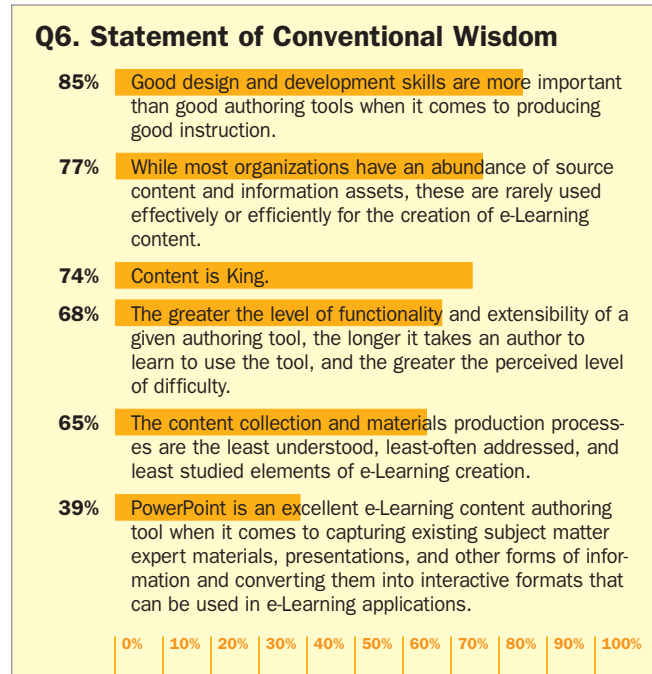 Q6. Statement of Conventional Wisdom
85% Good design and development skills are more important
than good authoring tools when it comes to producing
good instruction.
77% While most organizations have an abundance of source
content and information assets, these are rarely used
effectively or efficiently for the creation of e-Learning
content.
74% Content is King.
68% The greater the level of functionality and extensibility of a
given authoring tool, the longer it takes an author to
learn to use the tool, and the greater the perceived level
of difficulty.
65% The content collection and materials production process-
es are the least understood, least-often addressed, and
least studied elements of e-Learning creation.
39% PowerPoint is an excellent e-Learning content authoring
tool when it comes to capturing existing subject matter
expert materials, presentations, and other forms of infor-
mation and converting them into interactive formats that
can be used in e-Learning applications.
0% 10% 20% 30% 40% 50% 60% 70% 80% 90% 100%